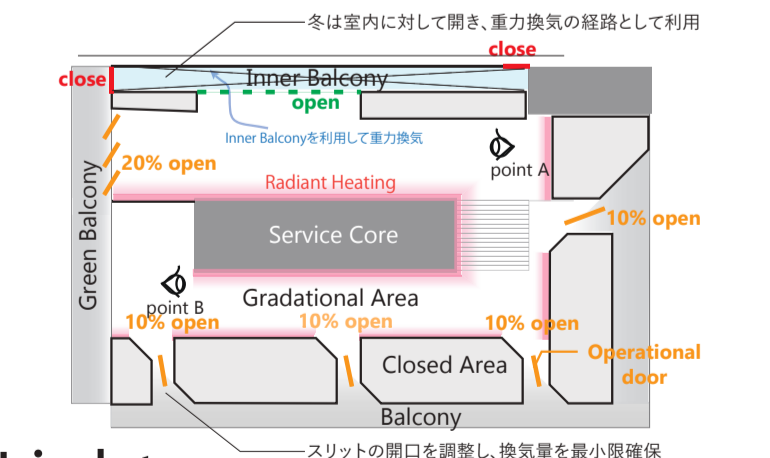 冬は室内に対して開き、重力換気の経路として利用
close
close
Inner Balcony
open
Inner Balconyを利用して重力換気
point A
20% open
Radiant Heating
10% open
Service Core
Green Balcony
point B
Gradational Area
10% open
10% open
10% open
Closed Area
Operational
door
Balcony
スリットの開口を調整し、換気量を最小限確保